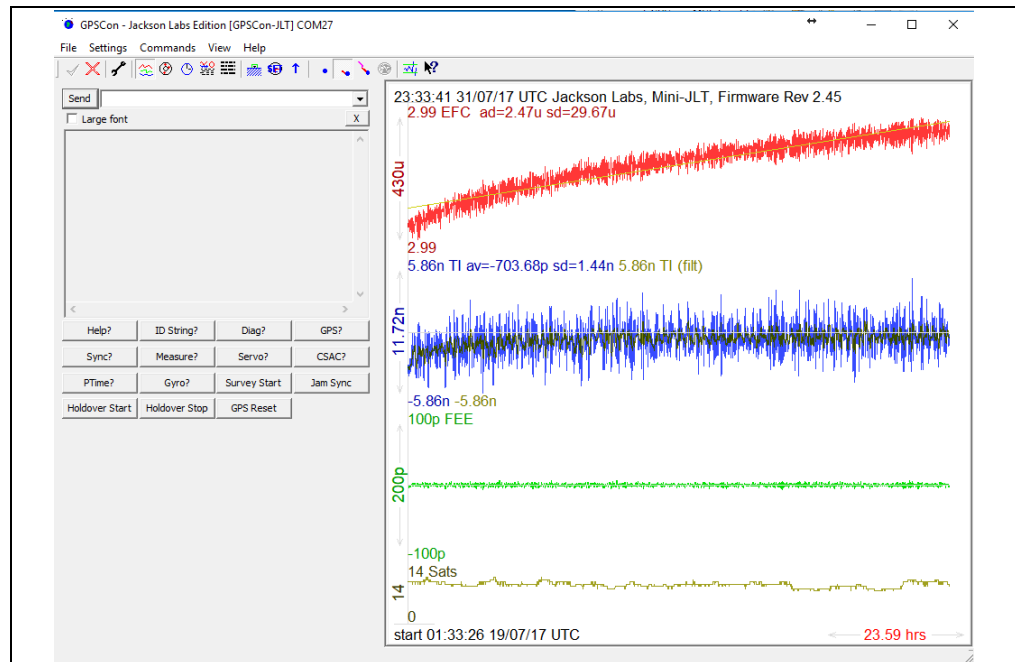 GPSCon - Jackson Labs Edition [GPSCon-JLT] COM27
File Settings Commands View Help
Send
Large font X
Help? ID String? Diag? GPS?
Sync? Measure? Servo? CSAC?
PTime? Gyro? Survey Start Jam Sync
Holdover Start Holdover Stop GPS Reset
23:33:41 31/07/17 UTC Jackson Labs, Mini-JLT, Firmware Rev 2.45
2.99 EFC ad=2.47u sd=29.67u
430u
2.99
5.86n TI av=-703.68p sd=1.44n 5.86n TI (filt)
11.72n
-5.86n -5.86n
100p FEE
200p
-100p
14 Sats
14
0
start 01:33:26 19/07/17 UTC 23.59 hrs